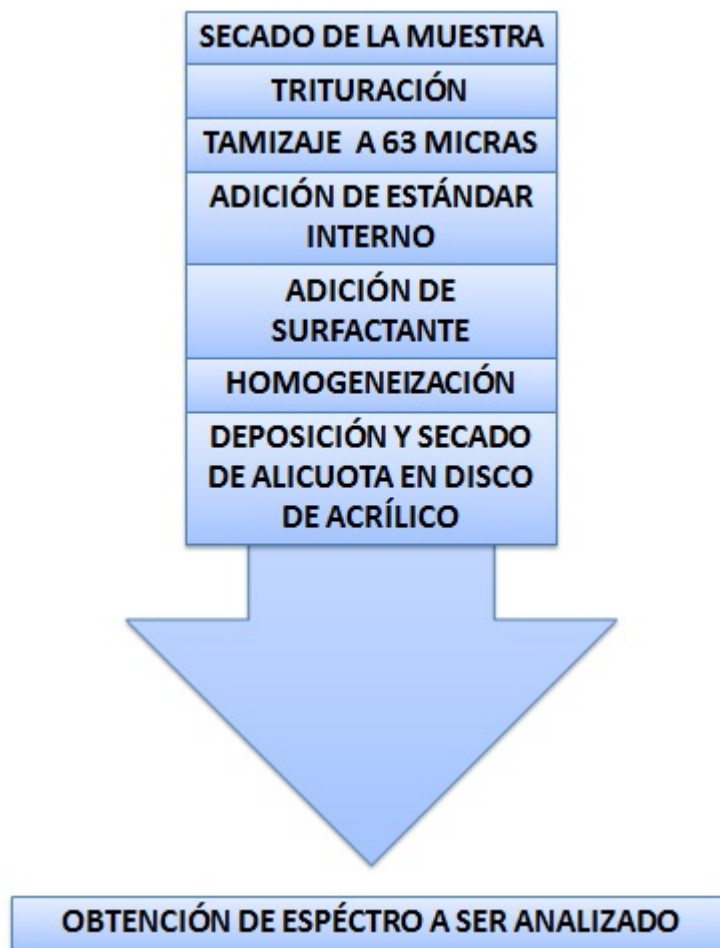 SECADO DE LA MUESTRA
TRITURACIÓN
TAMIZAJE A 63 MICRAS
ADICIÓN DE ESTÁNDAR
INTERNO
ADICIÓN DE
SURFACTANTE
HOMOGENEIZACIÓN
DEPOSICIÓN Y SECADO
DE ALICUOTA EN DISCO
DE ACRÍLICO
OBTENCIÓN DE ESPÉCTRO A SER ANALIZADO